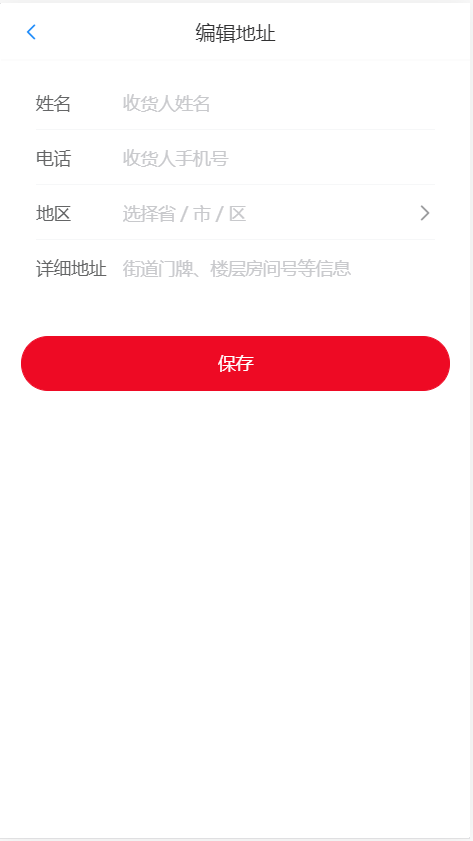 编辑地址
姓名 收货人姓名
电话 收货人手机号
地区 选择省 / 市 / 区
详细地址 街道门牌、楼层房间号等信息
保存